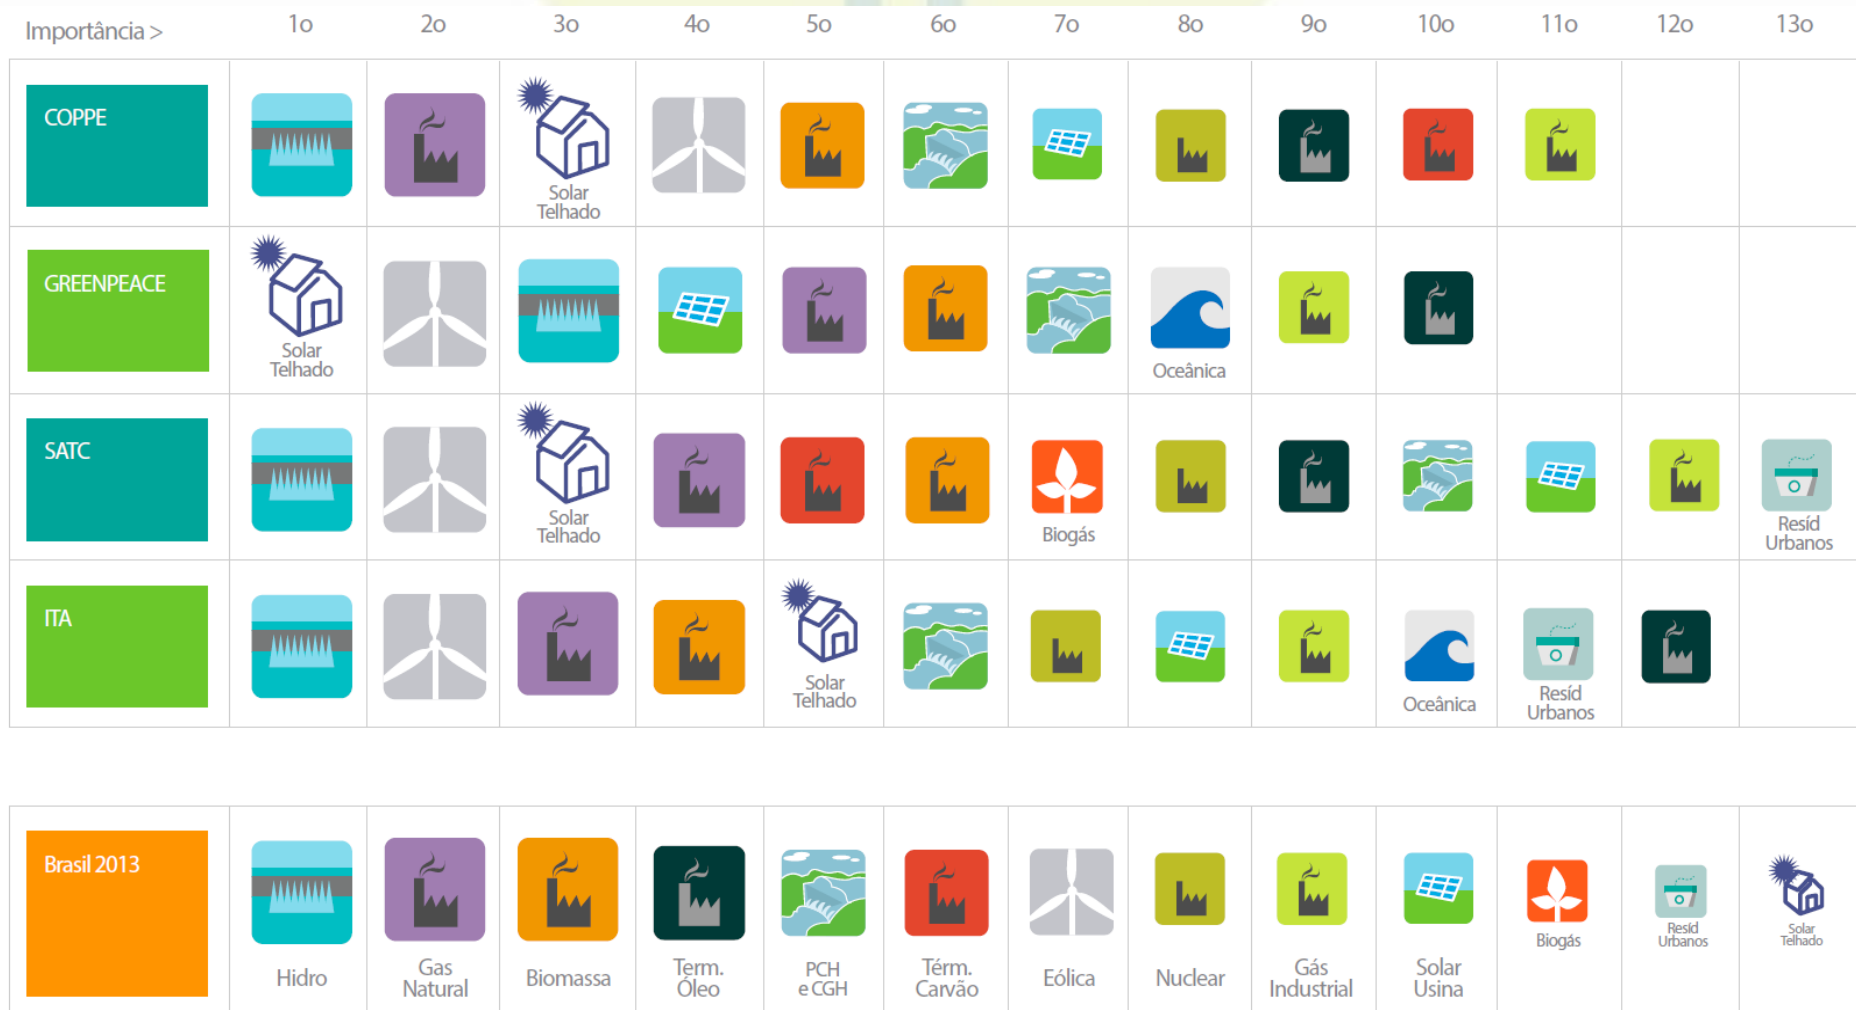 Importância >
1o
2o
3o
4o
5o
6o
7o
8o
9o
10o
11o
12o
13o
COPPE
Solar
Telhado
GREENPEACE
Solar
Telhado
Oceânica
SATC
Solar
Telhado
Biogás
Resíd
Urbanos
ITA
Solar
Telhado
Oceânica
Resíd
Urbanos
Brasil 2013
Hidro
Gas
Natural
Biomassa
Term.
Óleo
PCH
e CGH
Térm.
Carvão
Eólica
Nuclear
Gás
Industrial
Solar
Usina
Biogás
Resíd
Urbanos
Solar
Telhado